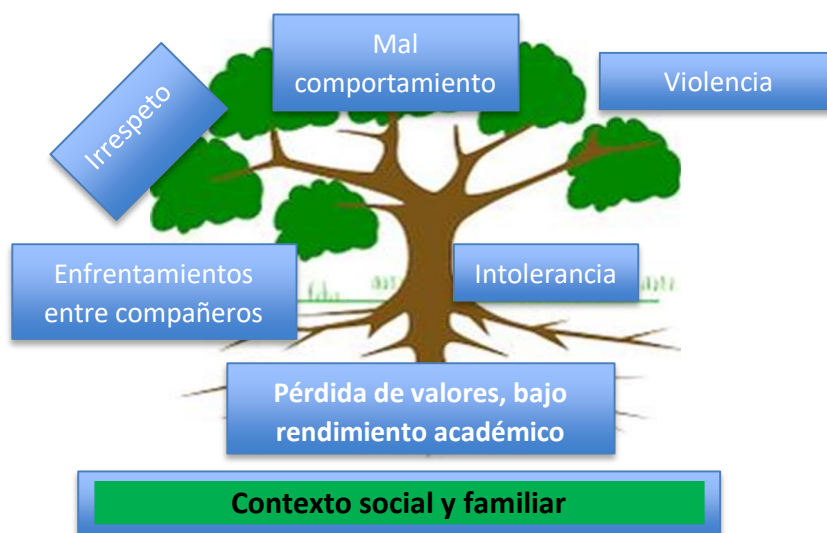 Mal
comportamiento
Violencia
Irrespeto
Enfrentamientos
entre compañeros
Intolerancia
Pérdida de valores, bajo
rendimiento académico
Contexto social y familiar